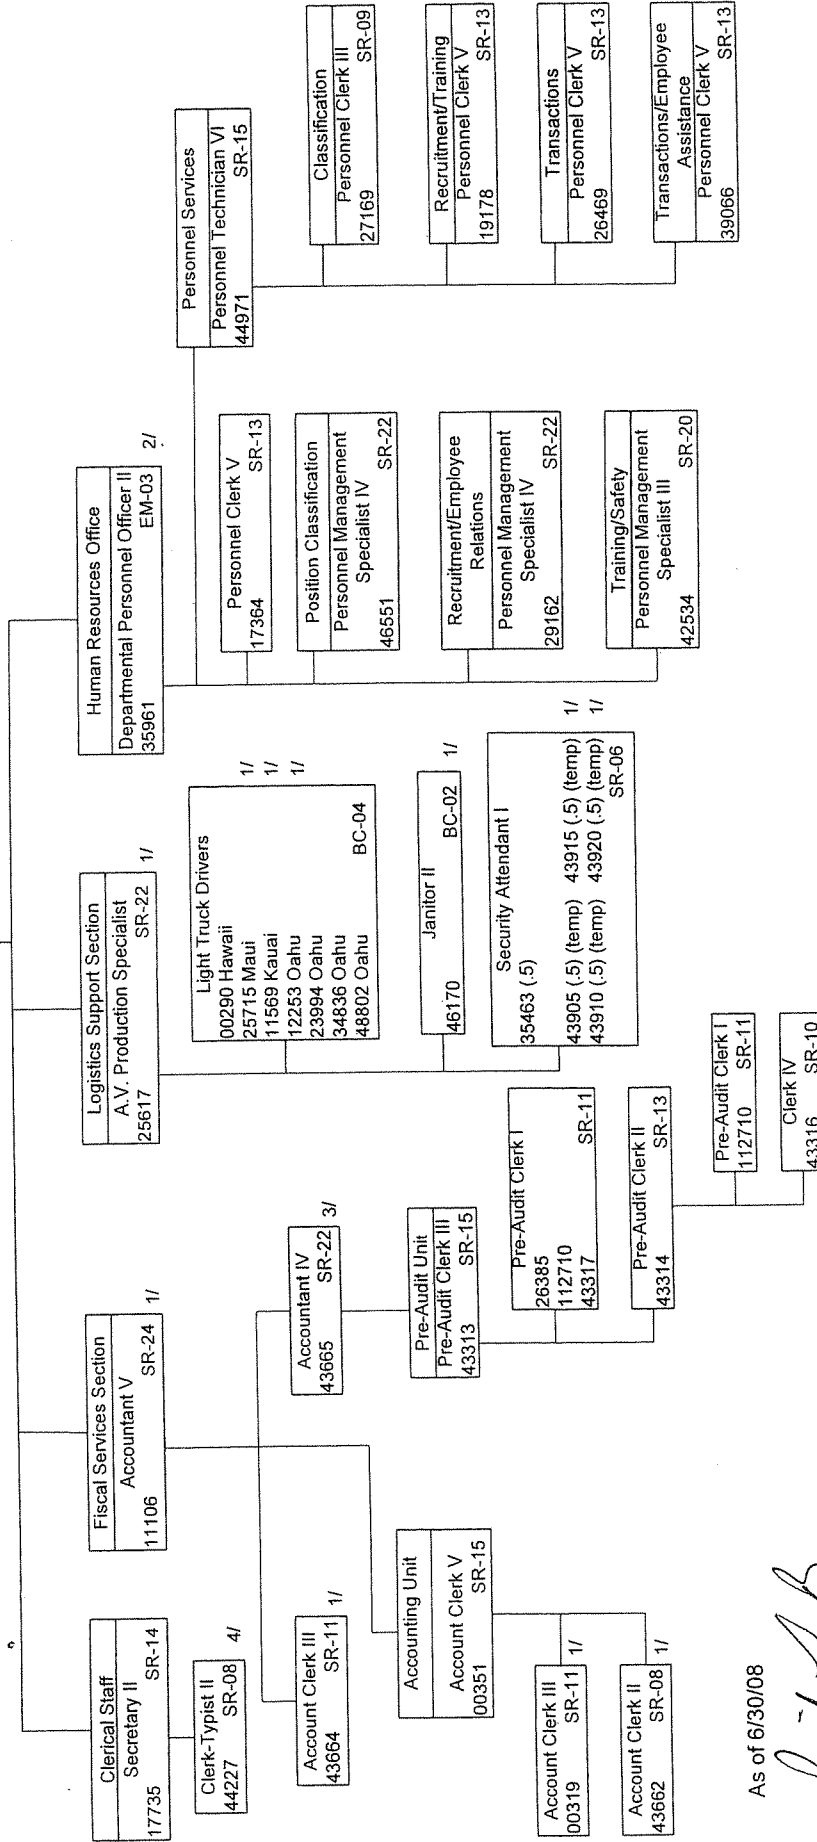 Clerical Staff
Secretary II
17735 SR-14
Clerk-Typist II
44227 SR-08 4/
Fiscal Services Section
Accountant V
11106 SR-24 1/
Account Clerk III
43664 SR-11 1/
Accounting Unit
Account Clerk V
00351 SR-15
Account Clerk III
00319 SR-11 1/
Account Clerk II
43662 SR-08 1/
Accountant IV
43665 SR-22 3/
Pre-Audit Unit
Pre-Audit Clerk III
43313 SR-15
Pre-Audit Clerk I
26385
112710
43317 SR-11
Pre-Audit Clerk II
43314 SR-13
Pre-Audit Clerk I
112710 SR-11
Clerk IV
43316 SR-10
Logistics Support Section
A.V. Production Specialist
25617 SR-22 1/
Light Truck Drivers
00290 Hawaii 1/
25715 Maui 1/
11569 Kauai 1/
12253 Oahu
23994 Oahu
34836 Oahu
48802 Oahu BC-04
Janitor II
46170 BC-02 1/
Security Attendant I
35463 (.5)
43905 (.5) (temp) 43915 (.5) (temp) 1/
43910 (.5) (temp) 43920 (.5) (temp) 1/
SR-06
Human Resources Office
Departmental Personnel Officer II
35961 EM-03 2/
Personnel Clerk V
17364 SR-13
Position Classification
Personnel Management
Specialist IV
46551 SR-22
Recruitment/Employee
Relations
Personnel Management
Specialist IV
29162 SR-22
Training/Safety
Personnel Management
Specialist III
42534 SR-20
Personnel Services
Personnel Technician VI
44971 SR-15
Classification
Personnel Clerk III
27169 SR-09
Recruitment/Training
Personnel Clerk V
19178 SR-13
Transactions
Personnel Clerk V
26469 SR-13
Transactions/Employee
Assistance
Personnel Clerk V
39066 SR-13
As of 6/30/08